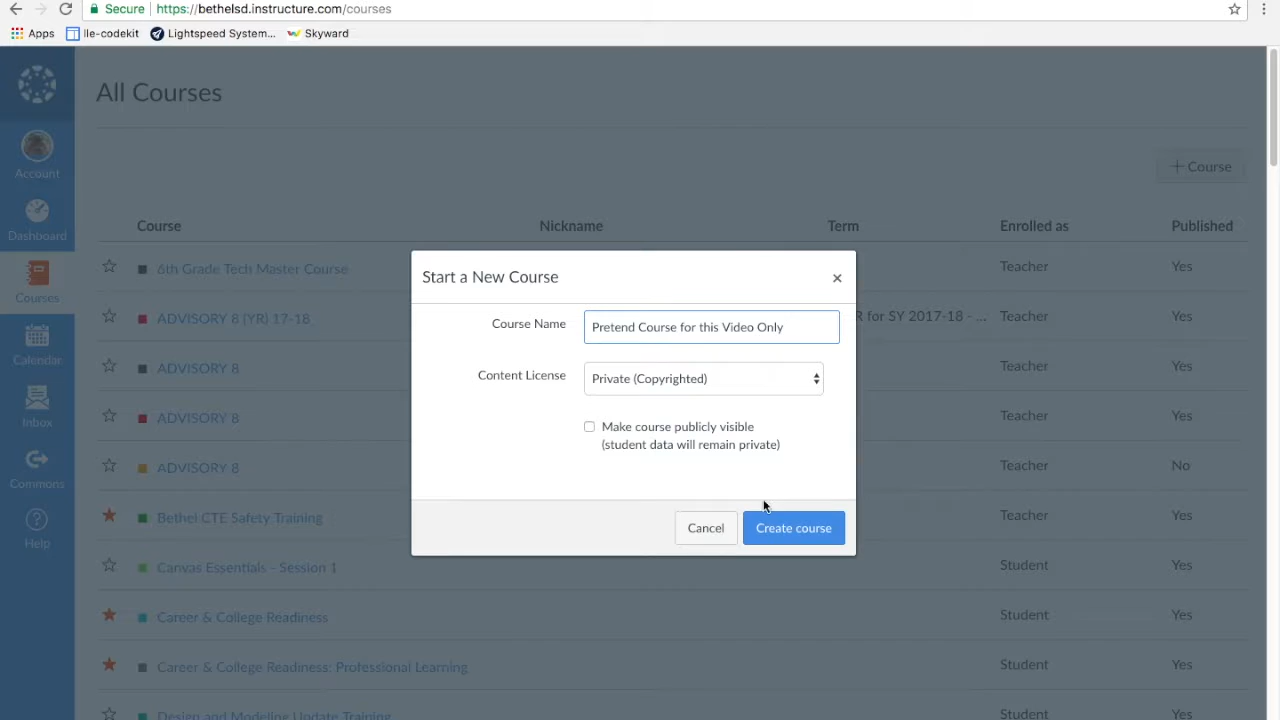 Secure https://bethelsd.instructure.com/courses
Apps lle-codekit Lightspeed System... Skyward
All Courses
Account
Dashboard
Courses
Calendar
Inbox
Commons
Help
+ Course
Course Nickname Term Enrolled as Published
6th Grade Tech Master Course Teacher Yes
ADVISORY 8 (YR) 17-18 R for SY 2017-18 - ... Teacher Yes
ADVISORY 8 Teacher Yes
ADVISORY 8 Teacher Yes
ADVISORY 8 Teacher No
Bethel CTE Safety Training Teacher Yes
Canvas Essentials - Session 1 Student Yes
Career & College Readiness Student Yes
Career & College Readiness: Professional Learning Student Yes
Design and Modeling Update Training Student Yes
Start a New Course ×
Course Name Pretend Course for this Video Only
Content License Private (Copyrighted)
Make course publicly visible
(student data will remain private)
Cancel Create course